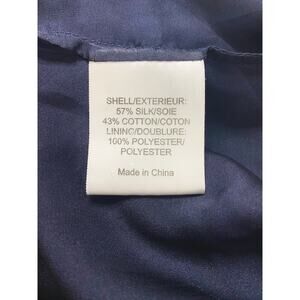 SHELL/EXTERIEUR:
57% SILK/SOIE
43% COTTON/COTON
LINING/DOUBLURE:
100% POLYESTER/
POLYESTER
Made in China